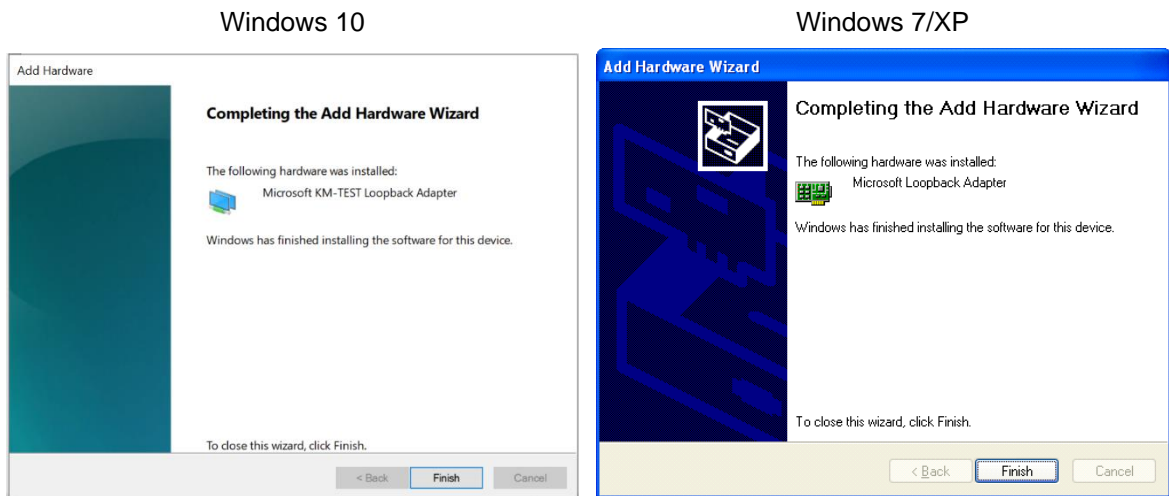 Windows 10
Windows 7/XP
Add Hardware
Completing the Add Hardware Wizard
The following hardware was installed:
Microsoft KM-TEST Loopback Adapter
Windows has finished installing the software for this device.
To close this wizard, click Finish.
< Back Finish Cancel
Add Hardware Wizard
Completing the Add Hardware Wizard
The following hardware was installed:
Microsoft Loopback Adapter
Windows has finished installing the software for this device.
To close this wizard, click Finish.
< Back Finish Cancel